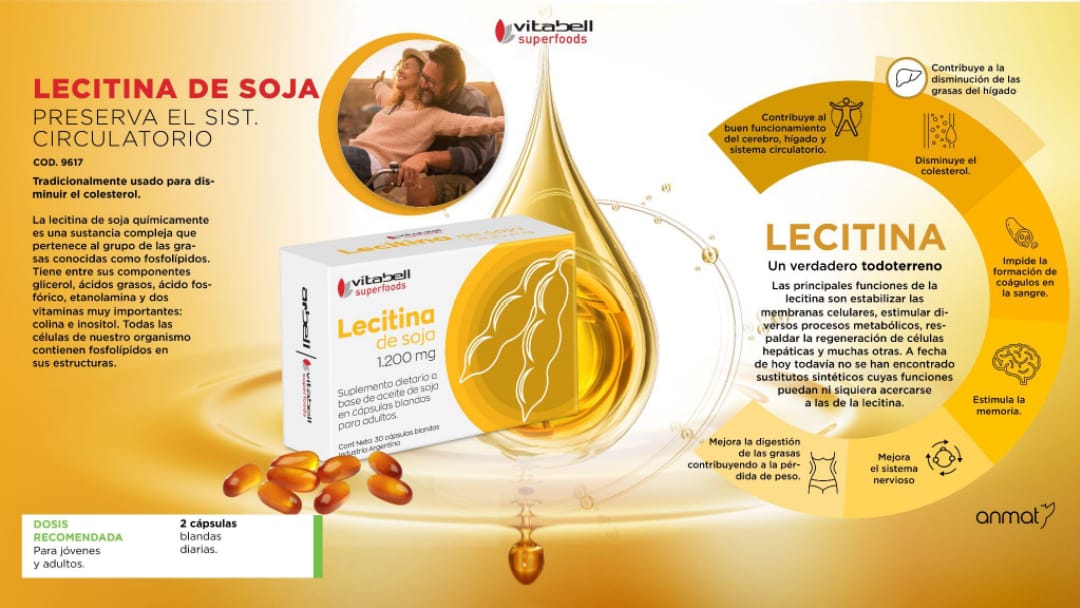 vitabell
superfoods
LECITINA DE SOJA
PRESERVA EL SIST.
CIRCULATORIO
COD. 9617
Tradicionalmente usado para dis-
minuir el colesterol.
La lecitina de soja químicamente
es una sustancia compleja que
pertenece al grupo de las gra-
sas conocidas como fosfolípidos.
Tiene entre sus componentes
glicerol, ácidos grasos, ácido fos-
fórico, etanolamina y dos
vitaminas muy importantes:
colina e inositol. Todas las
células de nuestro organismo
contienen fosfolípidos en
sus estructuras.
vitabell
Lecitina de soja
1.200 mg
vitabell
superfoods
Lecitina
de soja
1.200 mg
Suplemento dietario a
base de aceite de soja
en cápsulas blandas
para adultos.
Cont Neto: 30 cápsulas blandas
Industria Argentina
vitabell
superfoods
DOSIS
RECOMENDADA
Para jóvenes
y adultos.
2 cápsulas
blandas
diarias.
Contribuye al
buen funcionamiento
del cerebro, hígado y
sistema circulatorio.
Contribuye a la
disminución de las
grasas del hígado
Disminuye el
colesterol.
Impide la
formación de
coágulos en
la sangre.
Estimula la
memoria.
Mejora
el sistema
nervioso
Mejora la digestión
de las grasas
contribuyendo a la pér-
dida de peso.
LECITINA
Un verdadero todoterreno
Las principales funciones de la
lecitina son estabilizar las
membranas celulares, estimular di-
versos procesos metabólicos, res-
paldar la regeneración de células
hepáticas y muchas otras. A fecha
de hoy todavía no se han encontrado
sustitutos sintéticos cuyas funciones
puedan ni siquiera acercarse
a las de la lecitina.
anmat